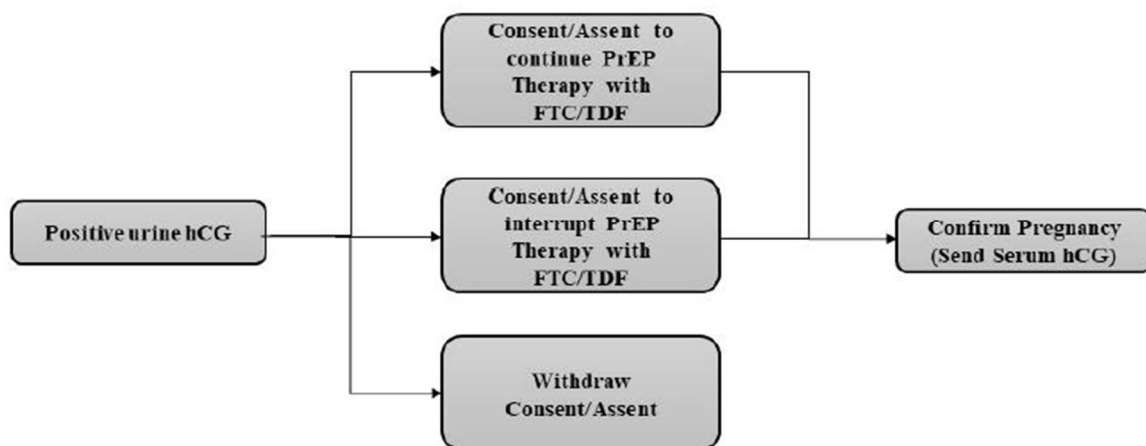 Consent/Assent to
continue PrEP
Therapy with
FTC/TDF
Positive urine hCG
Consent/Assent to
interrupt PrEP
Therapy with
FTC/TDF
Confirm Pregnancy
(Send Serum hCG)
Withdraw
Consent/Assent